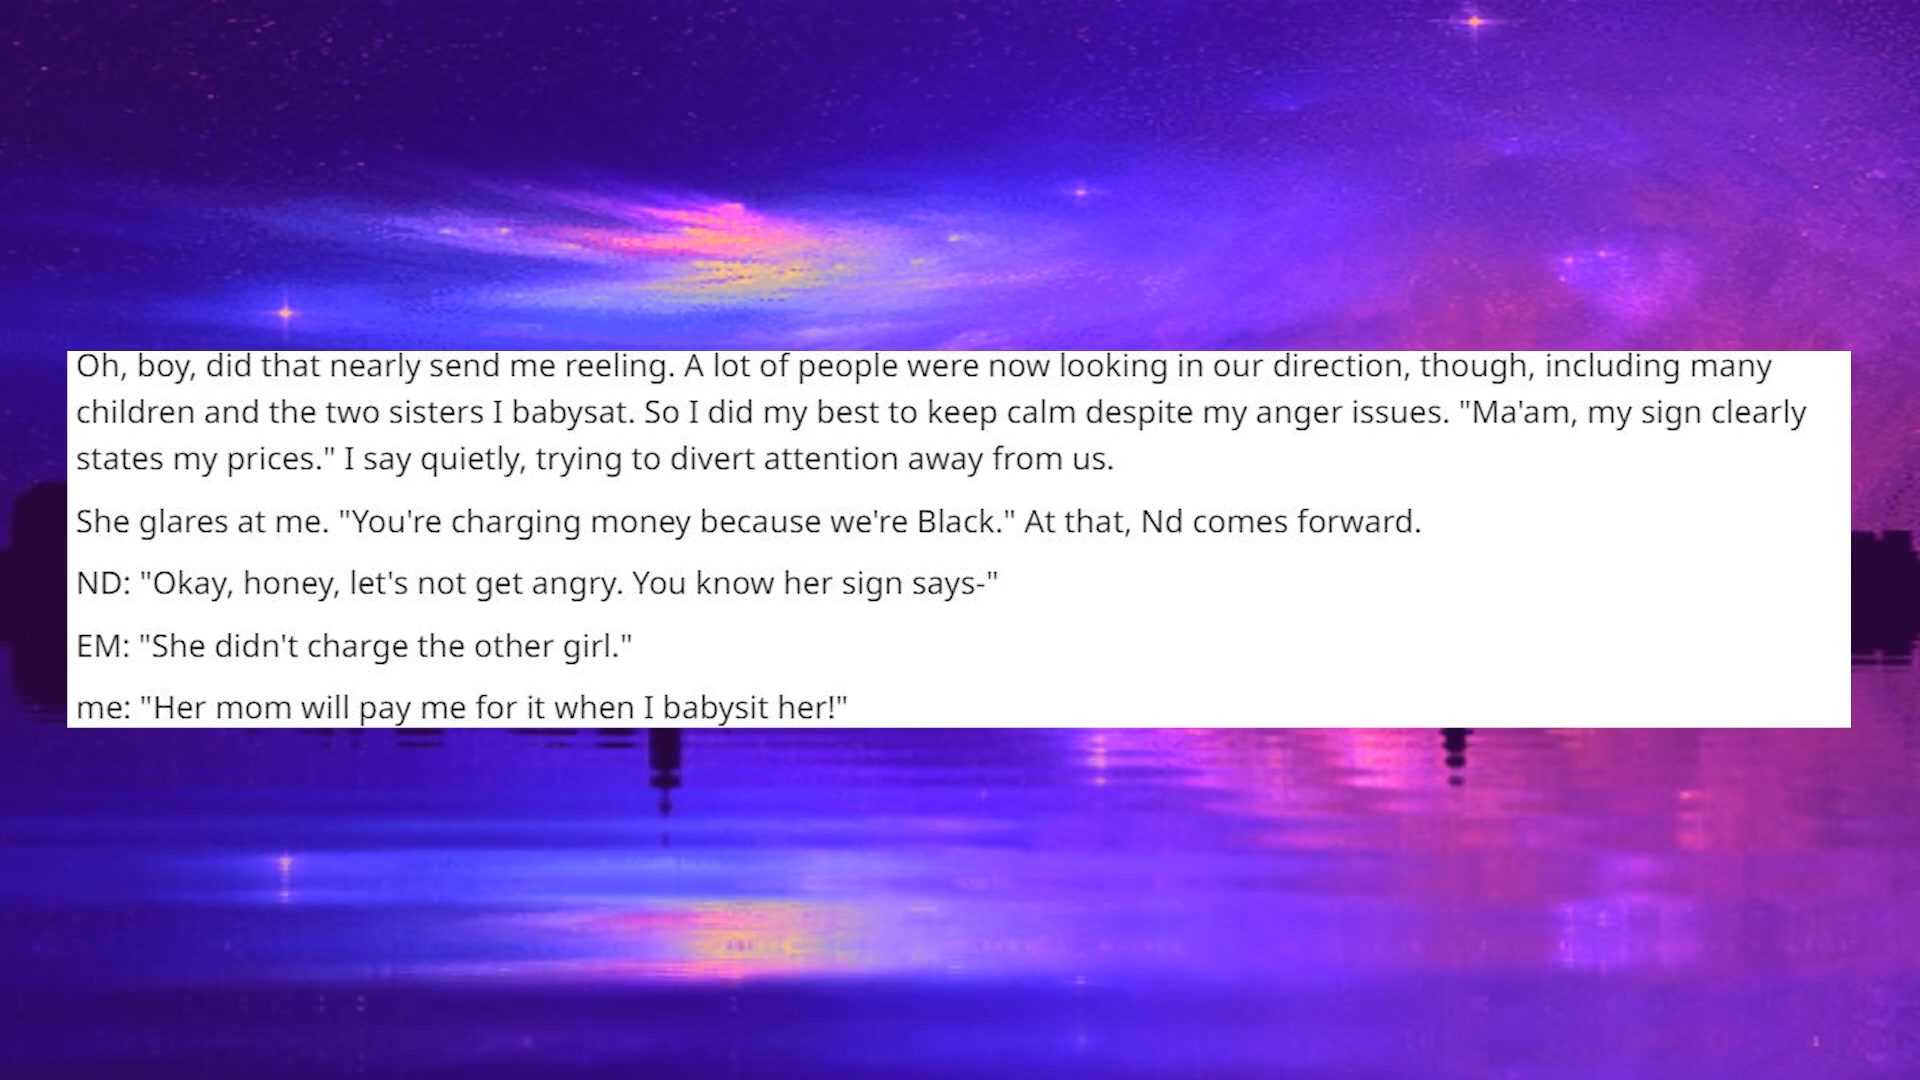 Oh, boy, did that nearly send me reeling. A lot of people were now looking in our direction, though, including many
children and the two sisters I babysat. So I did my best to keep calm despite my anger issues. "Ma'am, my sign clearly
states my prices." I say quietly, trying to divert attention away from us.
She glares at me. "You're charging money because we're Black." At that, Nd comes forward.
ND: "Okay, honey, let's not get angry. You know her sign says-"
EM: "She didn't charge the other girl."
me: "Her mom will pay me for it when I babysit her!"